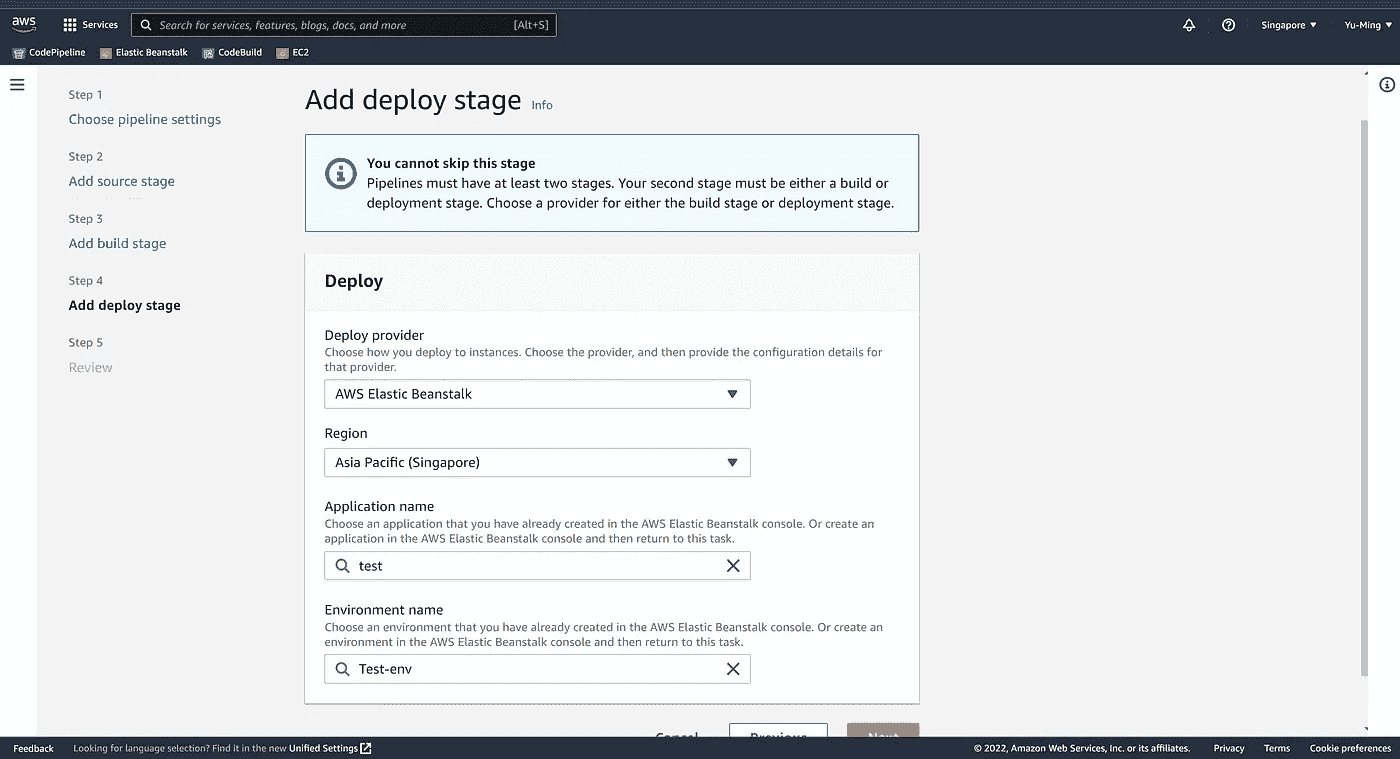 aws
Services
Search for services, features, blogs, docs, and more
[Alt+S]
Singapore ▼
Yu-Ming ▼
CodePipeline
Elastic Beanstalk
CodeBuild
EC2
Step 1
Choose pipeline settings
Step 2
Add source stage
Step 3
Add build stage
Step 4
Add deploy stage
Step 5
Review
Add deploy stage Info
You cannot skip this stage
Pipelines must have at least two stages. Your second stage must be either a build or
deployment stage. Choose a provider for either the build stage or deployment stage.
Deploy
Deploy provider
Choose how you deploy to instances. Choose the provider, and then provide the configuration details for
that provider.
AWS Elastic Beanstalk
Region
Asia Pacific (Singapore)
Application name
Choose an application that you have already created in the AWS Elastic Beanstalk console. Or create an
application in the AWS Elastic Beanstalk console and then return to this task.
test
Environment name
Choose an environment that you have already created in the AWS Elastic Beanstalk console. Or create an
environment in the AWS Elastic Beanstalk console and then return to this task.
Test-env
Cancel
Previous
Next
Feedback
Looking for language selection? Find it in the new Unified Settings
© 2022, Amazon Web Services, Inc. or its affiliates.
Privacy
Terms
Cookie preferences